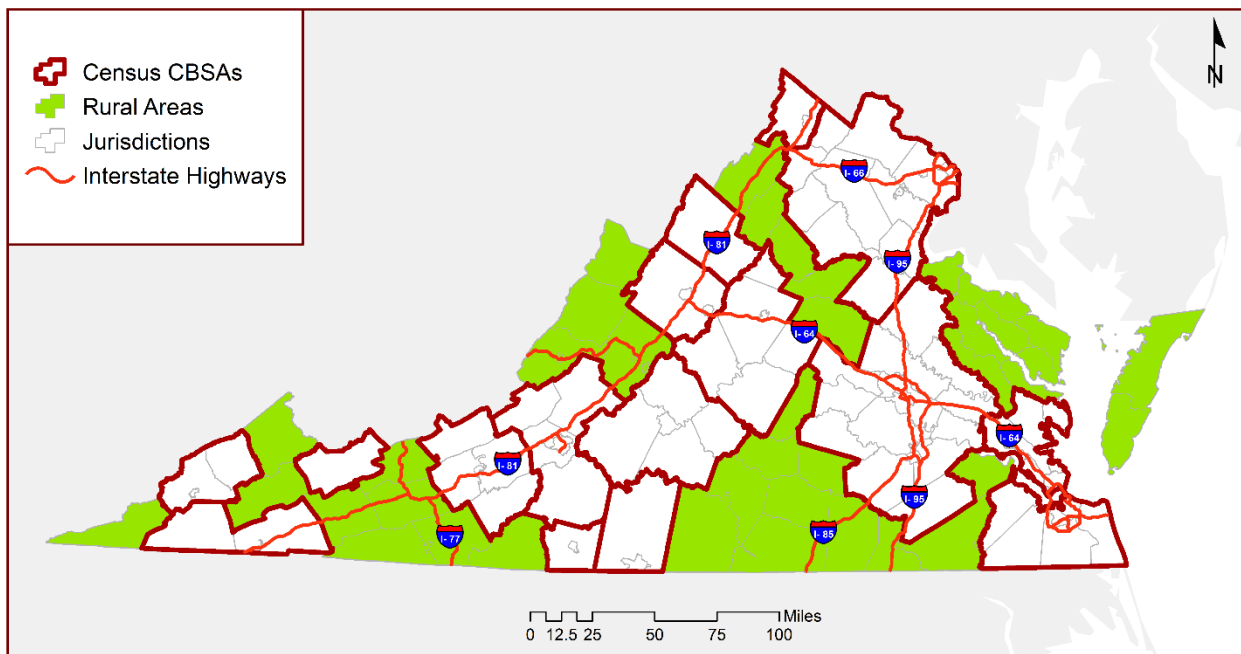 Census CBSAs
Rural Areas
Jurisdictions
Interstate Highways
N
I- 66
I- 81
I- 95
I- 64
I- 64
I- 81
I- 95
I- 85
I- 77
Miles
0 12.5 25 50 75 100